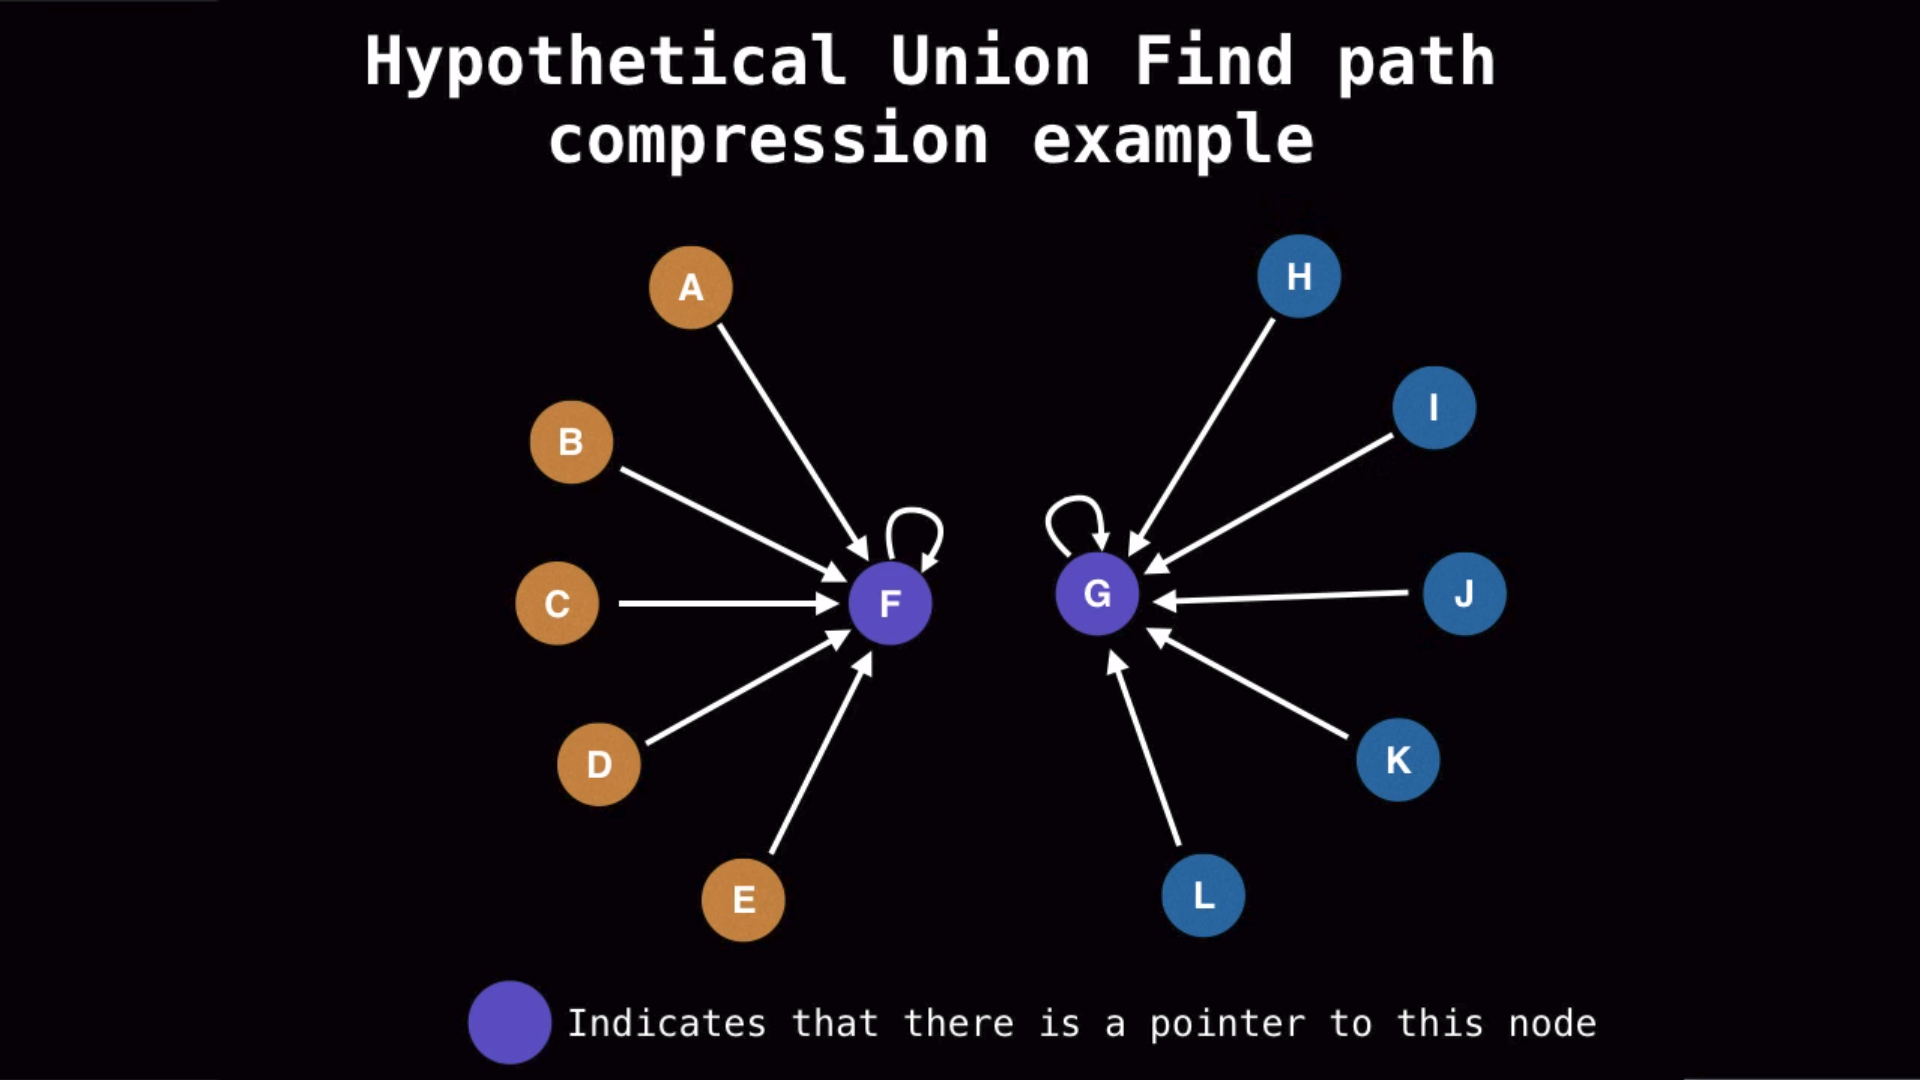 Hypothetical Union Find path
compression example
A
H
I
B
F
G
C
J
D
K
E
L
Indicates that there is a pointer to this node